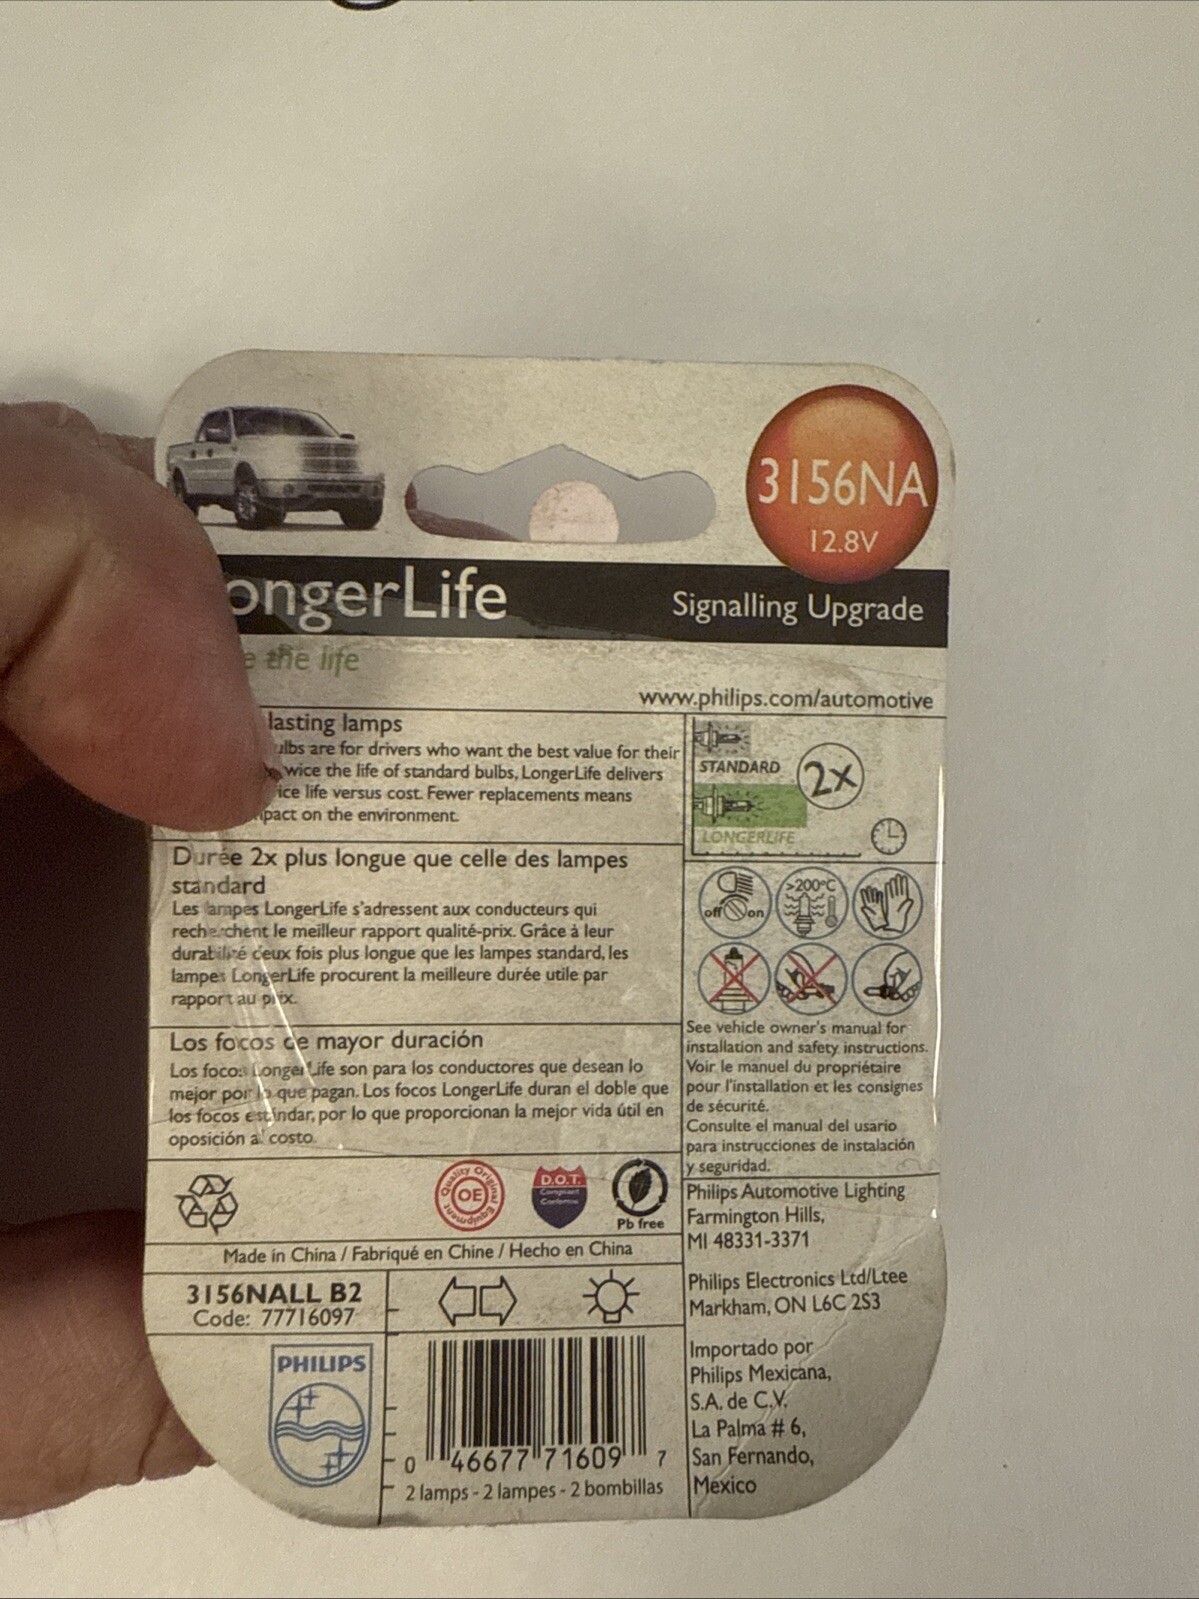 3156NA
12.8V
ongerLife
Signalling Upgrade
e the life
www.philips.com/automotive
lasting lamps
ulbs are for drivers who want the best value for their
wice the life of standard bulbs, LongerLife delivers
ice life versus cost. Fewer replacements means
pact on the environment.
STANDARD
2x
LONGERLIFE
Durée 2x plus longue que celle des lampes
standard
Les lampes LongerLife s'adressent aux conducteurs qui
recherchent le meilleur rapport qualité-prix. Grâce à leur
durabilité deux fois plus longue que les lampes standard, les
lampes LongerLife procurent la meilleure durée utile par
rapport au prix.
off on
>200°C
Los focos de mayor duración
Los focos LongerLife son para los conductores que desean lo
mejor por lo que pagan. Los focos LongerLife duran el doble que
los focos estándar, por lo que proporcionan la mejor vida útil en
oposición al costo.
See vehicle owner's manual for
installation and safety instructions.
Voir le manuel du propriétaire
pour l'installation et les consignes
de sécurité.
Consulte el manual del usario
para instrucciones de instalación
y seguridad.
Quality Original
OE
Equipment
D.O.T.
Compliant
Conforme
Pb free
Made in China / Fabriqué en Chine / Hecho en China
3156NALL B2
Code: 77716097
PHILIPS
0 46677 71609 7
2 lamps - 2 lampes - 2 bombillas
Philips Automotive Lighting
Farmington Hills,
MI 48331-3371
Philips Electronics Ltd/Ltee
Markham, ON L6C 2S3
Importado por
Philips Mexicana,
S.A. de C.V.
La Palma # 6,
San Fernando,
Mexico